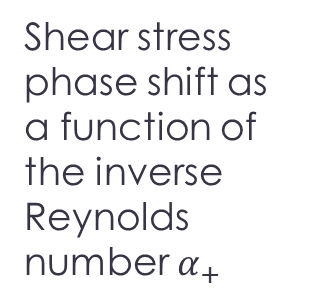 Shear stress
phase shift as
a function of
the inverse
Reynolds
number α₊